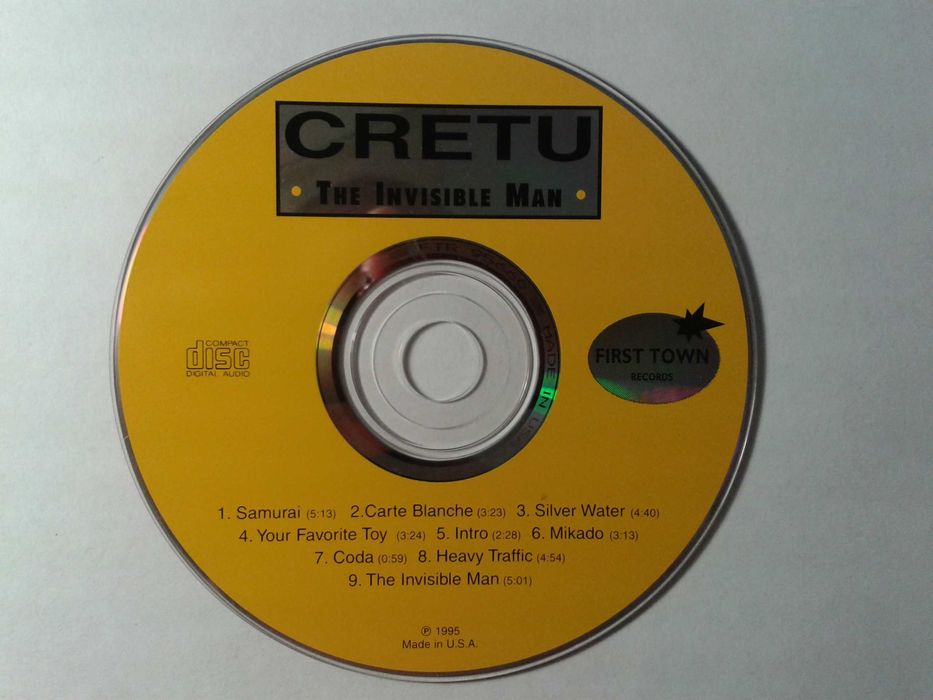 CRETU
• THE INVISIBLE MAN •
MADE IN
COMPACT
disc
DIGITAL AUDIO
FIRST TOWN
RECORDS
1. Samurai (5:13) 2.Carte Blanche (3:23) 3. Silver Water (4:40)
4. Your Favorite Toy (3:24) 5. Intro (2:28) 6. Mikado (3:13)
7. Coda (0:59) 8. Heavy Traffic (4:54)
9. The Invisible Man (5:01)
℗ 1995
Made in U.S.A.